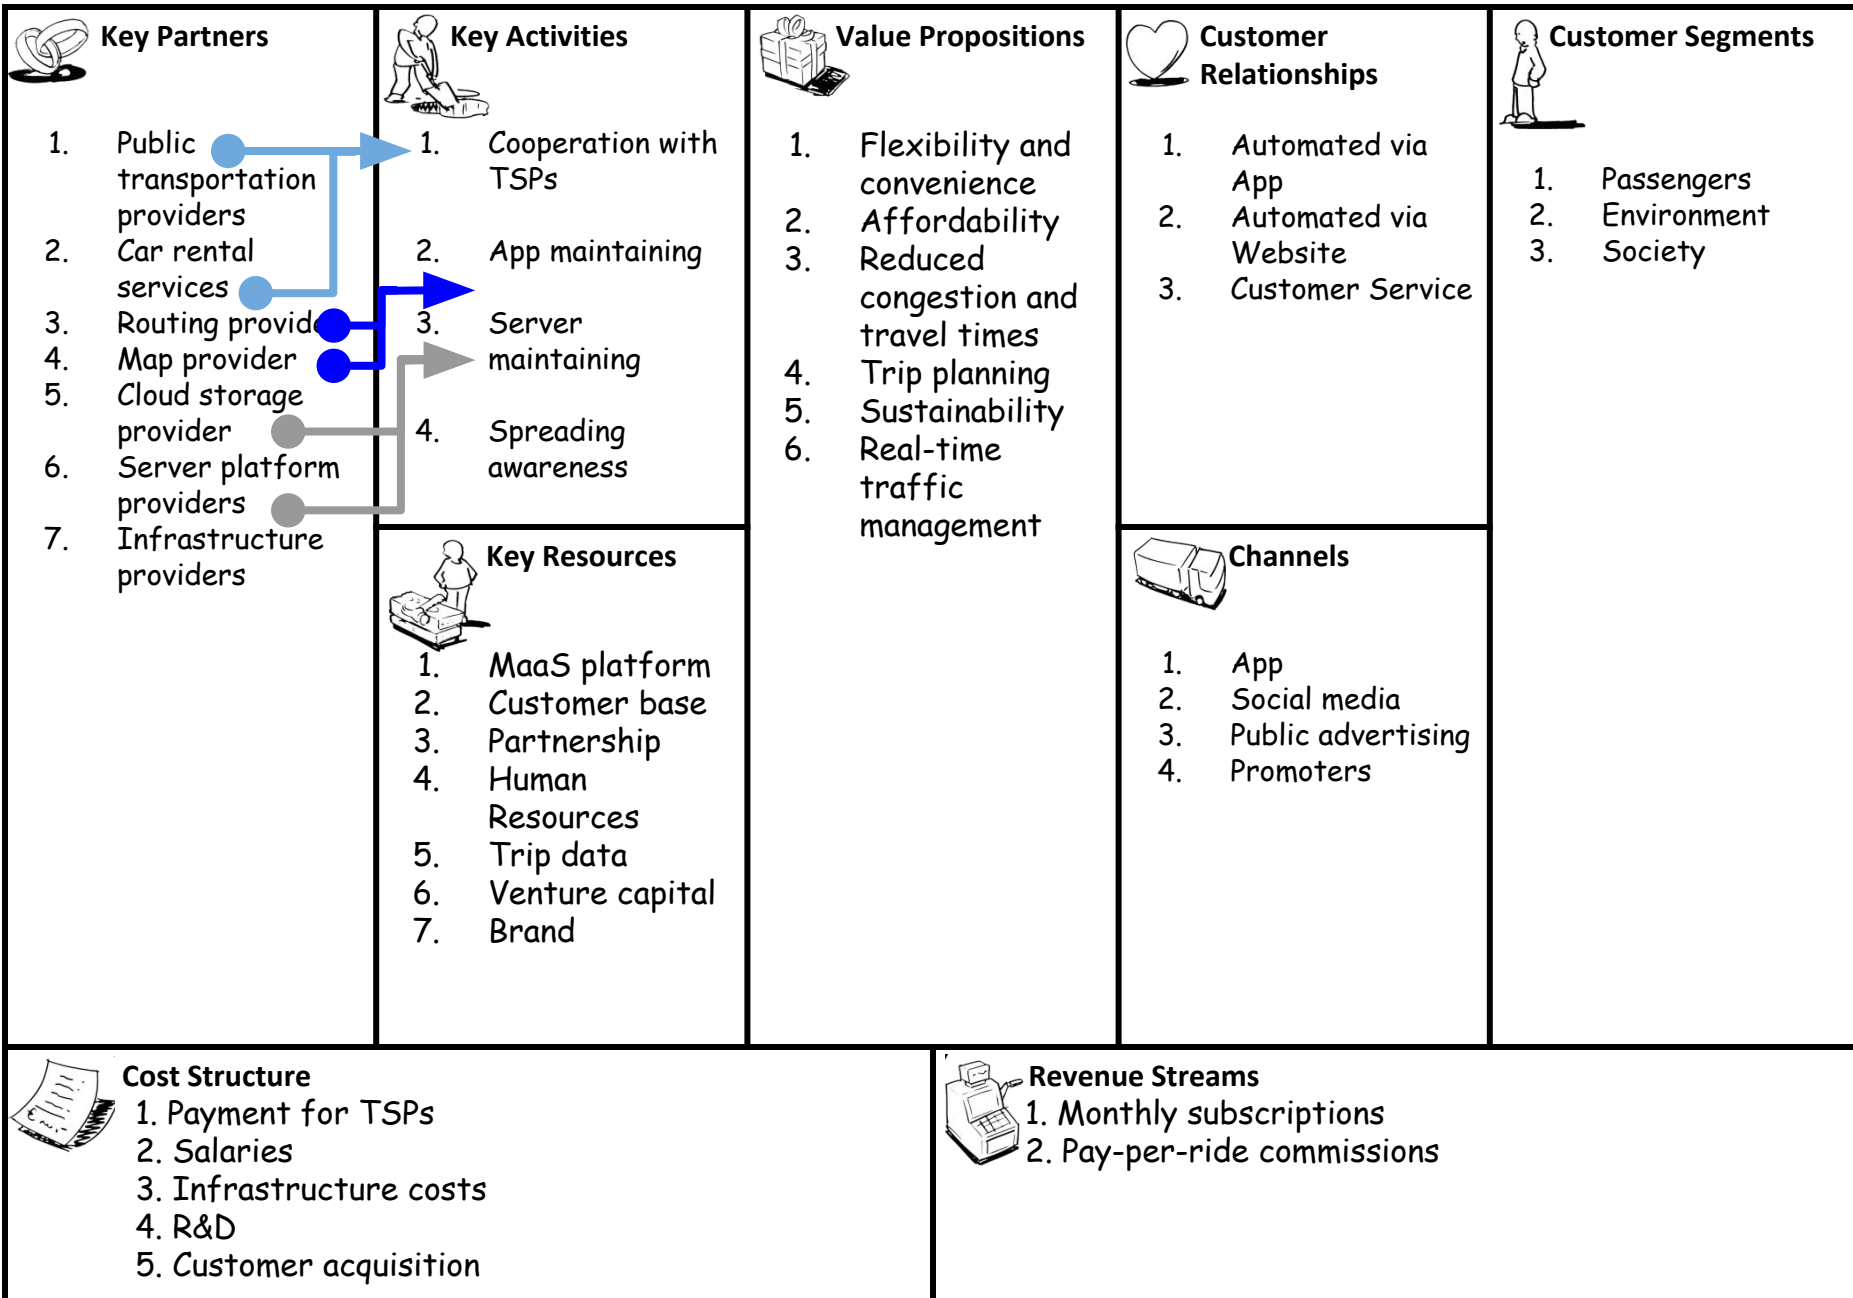 Key Partners
1. Public
transportation
providers
2. Car rental
services
3. Routing provide
4. Map provider
5. Cloud storage
provider
6. Server platform
providers
7. Infrastructure
providers
Key Activities
1. Cooperation with
TSPs
2. App maintaining
3. Server
maintaining
4. Spreading
awareness
Key Resources
1. MaaS platform
2. Customer base
3. Partnership
4. Human
Resources
5. Trip data
6. Venture capital
7. Brand
Value Propositions
1. Flexibility and
convenience
2. Affordability
3. Reduced
congestion and
travel times
4. Trip planning
5. Sustainability
6. Real-time
traffic
management
Customer
Relationships
1. Automated via
App
2. Automated via
Website
3. Customer Service
Channels
1. App
2. Social media
3. Public advertising
4. Promoters
Customer Segments
1. Passengers
2. Environment
3. Society
Cost Structure
1. Payment for TSPs
2. Salaries
3. Infrastructure costs
4. R&D
5. Customer acquisition
Revenue Streams
1. Monthly subscriptions
2. Pay-per-ride commissions